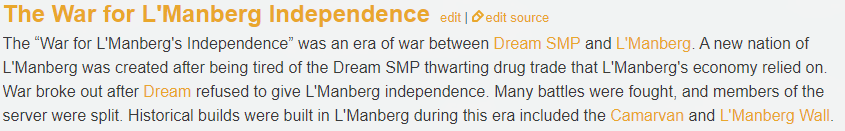 The War for L'Manberg Independence edit | edit source
The “War for L'Manberg's Independence” was an era of war between Dream SMP and L'Manberg. A new nation of
L'Manberg was created after being tired of the Dream SMP thwarting drug trade that L'Manberg's economy relied on.
War broke out after Dream refused to give L'Manberg independence. Many battles were fought, and members of the
server were split. Historical builds were built in L'Manberg during this era included the Camarvan and L'Manberg Wall.